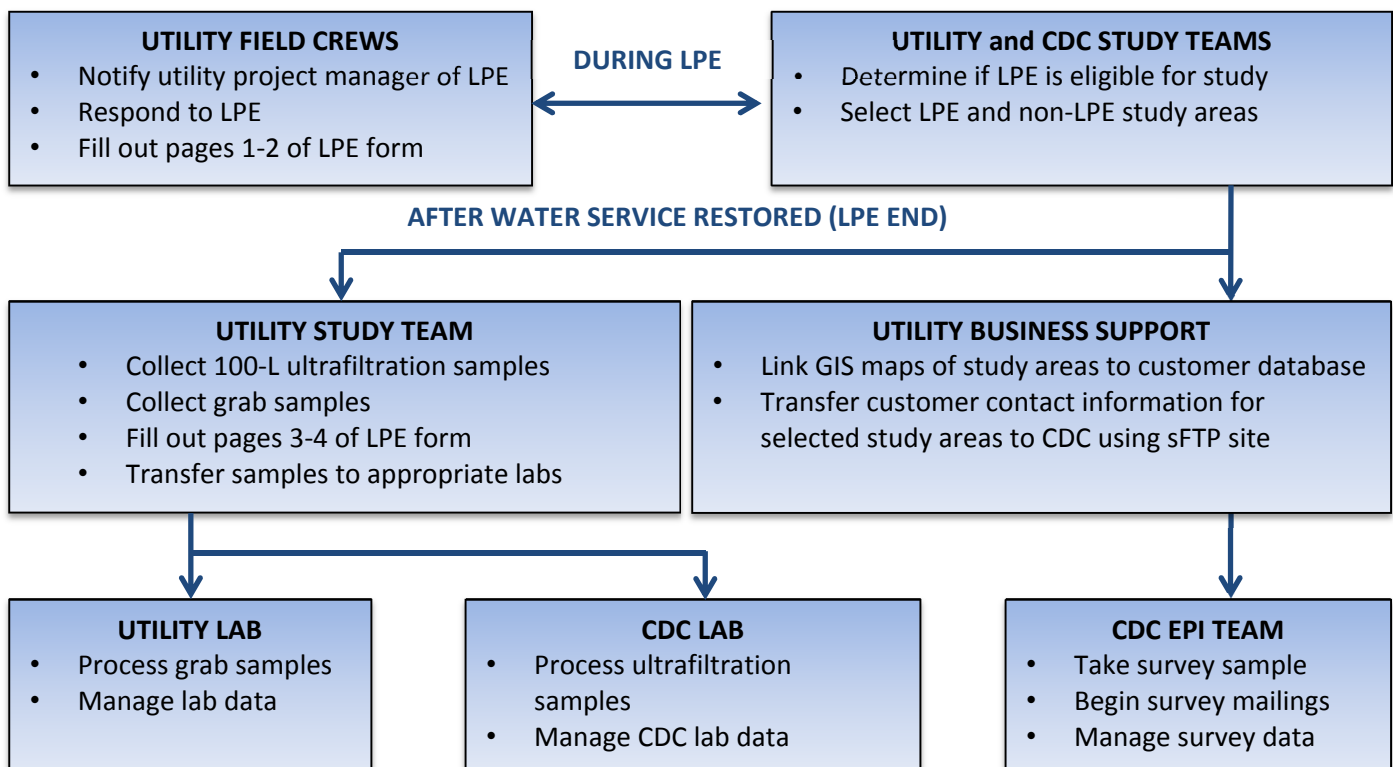 UTILITY FIELD CREWS
• Notify utility project manager of LPE
• Respond to LPE
• Fill out pages 1-2 of LPE form
DURING LPE
UTILITY and CDC STUDY TEAMS
• Determine if LPE is eligible for study
• Select LPE and non-LPE study areas
AFTER WATER SERVICE RESTORED (LPE END)
UTILITY STUDY TEAM
• Collect 100-L ultrafiltration samples
• Collect grab samples
• Fill out pages 3-4 of LPE form
• Transfer samples to appropriate labs
UTILITY BUSINESS SUPPORT
• Link GIS maps of study areas to customer database
• Transfer customer contact information for
selected study areas to CDC using sFTP site
UTILITY LAB
• Process grab samples
• Manage lab data
CDC LAB
• Process ultrafiltration
samples
• Manage CDC lab data
CDC EPI TEAM
• Take survey sample
• Begin survey mailings
• Manage survey data